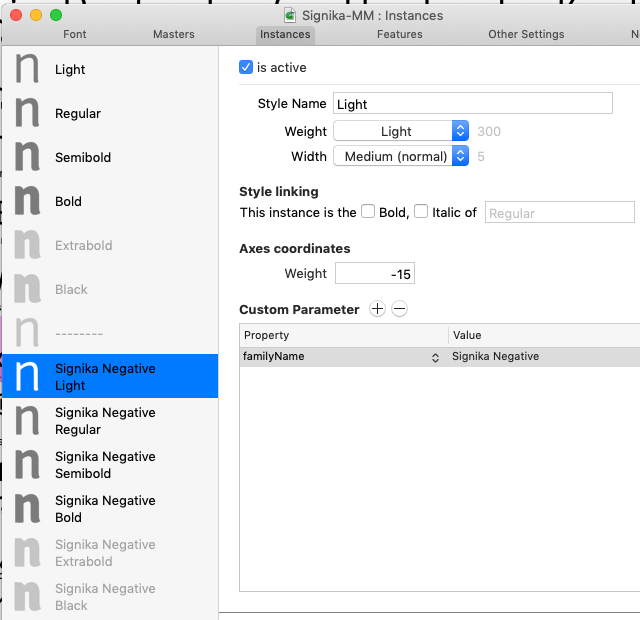 Signika-MM : Instances
Font Masters Instances Features Other Settings N
n Light
n Regular
n Semibold
n Bold
n Extrabold
n Black
n --------
n Signika Negative
Light
n Signika Negative
Regular
n Signika Negative
Semibold
n Signika Negative
Bold
n Signika Negative
Extrabold
n Signika Negative
Black
is active
Style Name Light
Weight Light 300
Width Medium (normal) 5
Style linking
This instance is the Bold, Italic of Regular
Axes coordinates
Weight -15
Custom Parameter
Property Value
familyName Signika Negative